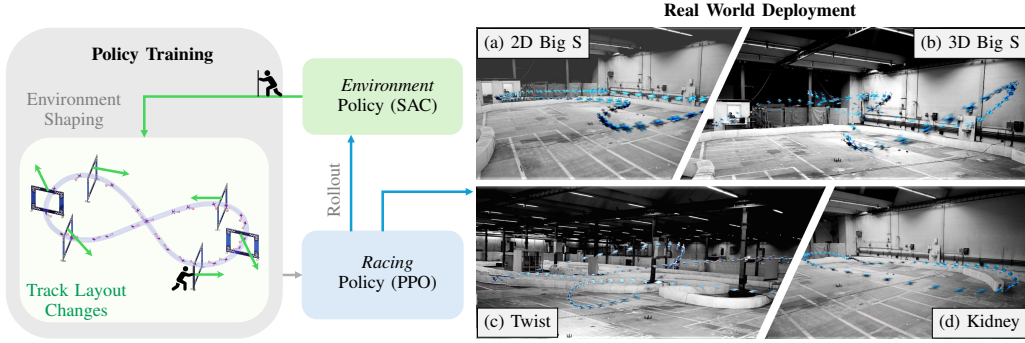 Real World Deployment
Policy Training
Environment
Shaping
Track Layout
Changes
Environment
Policy (SAC)
Rollout
Racing
Policy (PPO)
(a) 2D Big S
(b) 3D Big S
(c) Twist
(d) Kidney